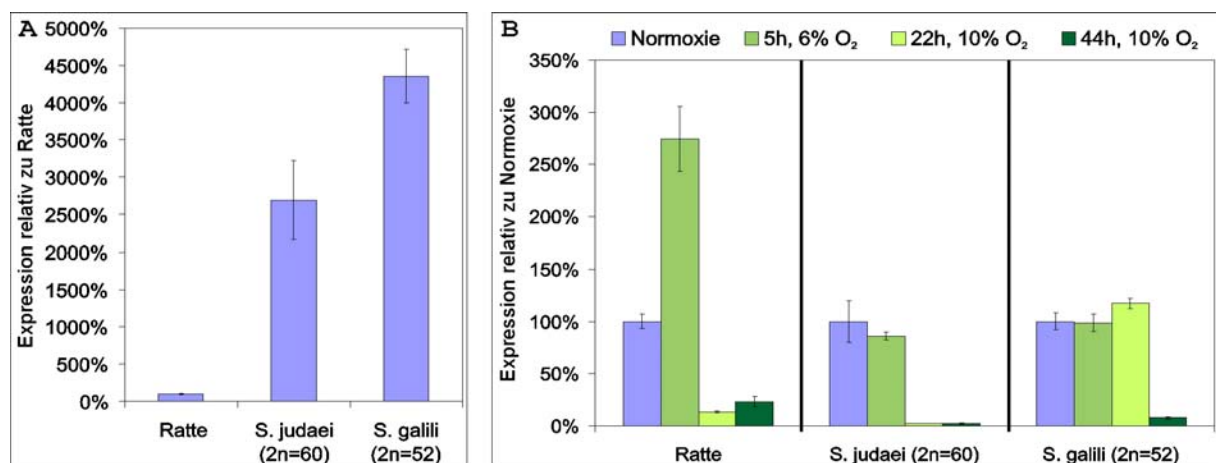 A
Expression relativ zu Ratte
5000%
4500%
4000%
3500%
3000%
2500%
2000%
1500%
1000%
500%
0%
Ratte
S. judaei
(2n=60)
S. galili
(2n=52)
B
Normoxie 5h, 6% O₂ 22h, 10% O₂ 44h, 10% O₂
Expression relativ zu Normoxie
350%
300%
250%
200%
150%
100%
50%
0%
Ratte
S. judaei (2n=60)
S. galili (2n=52)